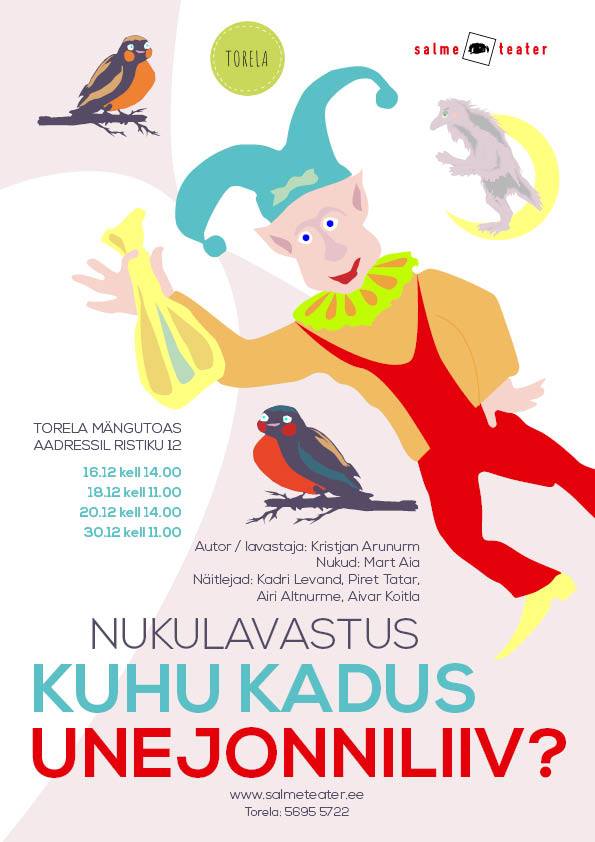 TORELA
salme teater
TORELA MÄNGUTOAS
AADRESSIL RISTIKU 12
16.12 kell 14.00
18.12 kell 11.00
20.12 kell 14.00
30.12 kell 11.00
Autor / lavastaja: Kristjan Arunurm
Nukud: Mart Aia
Näitlejad: Kadri Levand, Piret Tatar,
Airi Altnurme, Aivar Koitla
NUKULAVASTUS
KUHU KADUS
UNEJONNILIIV?
www.salmeteater.ee
Torela: 5695 5722